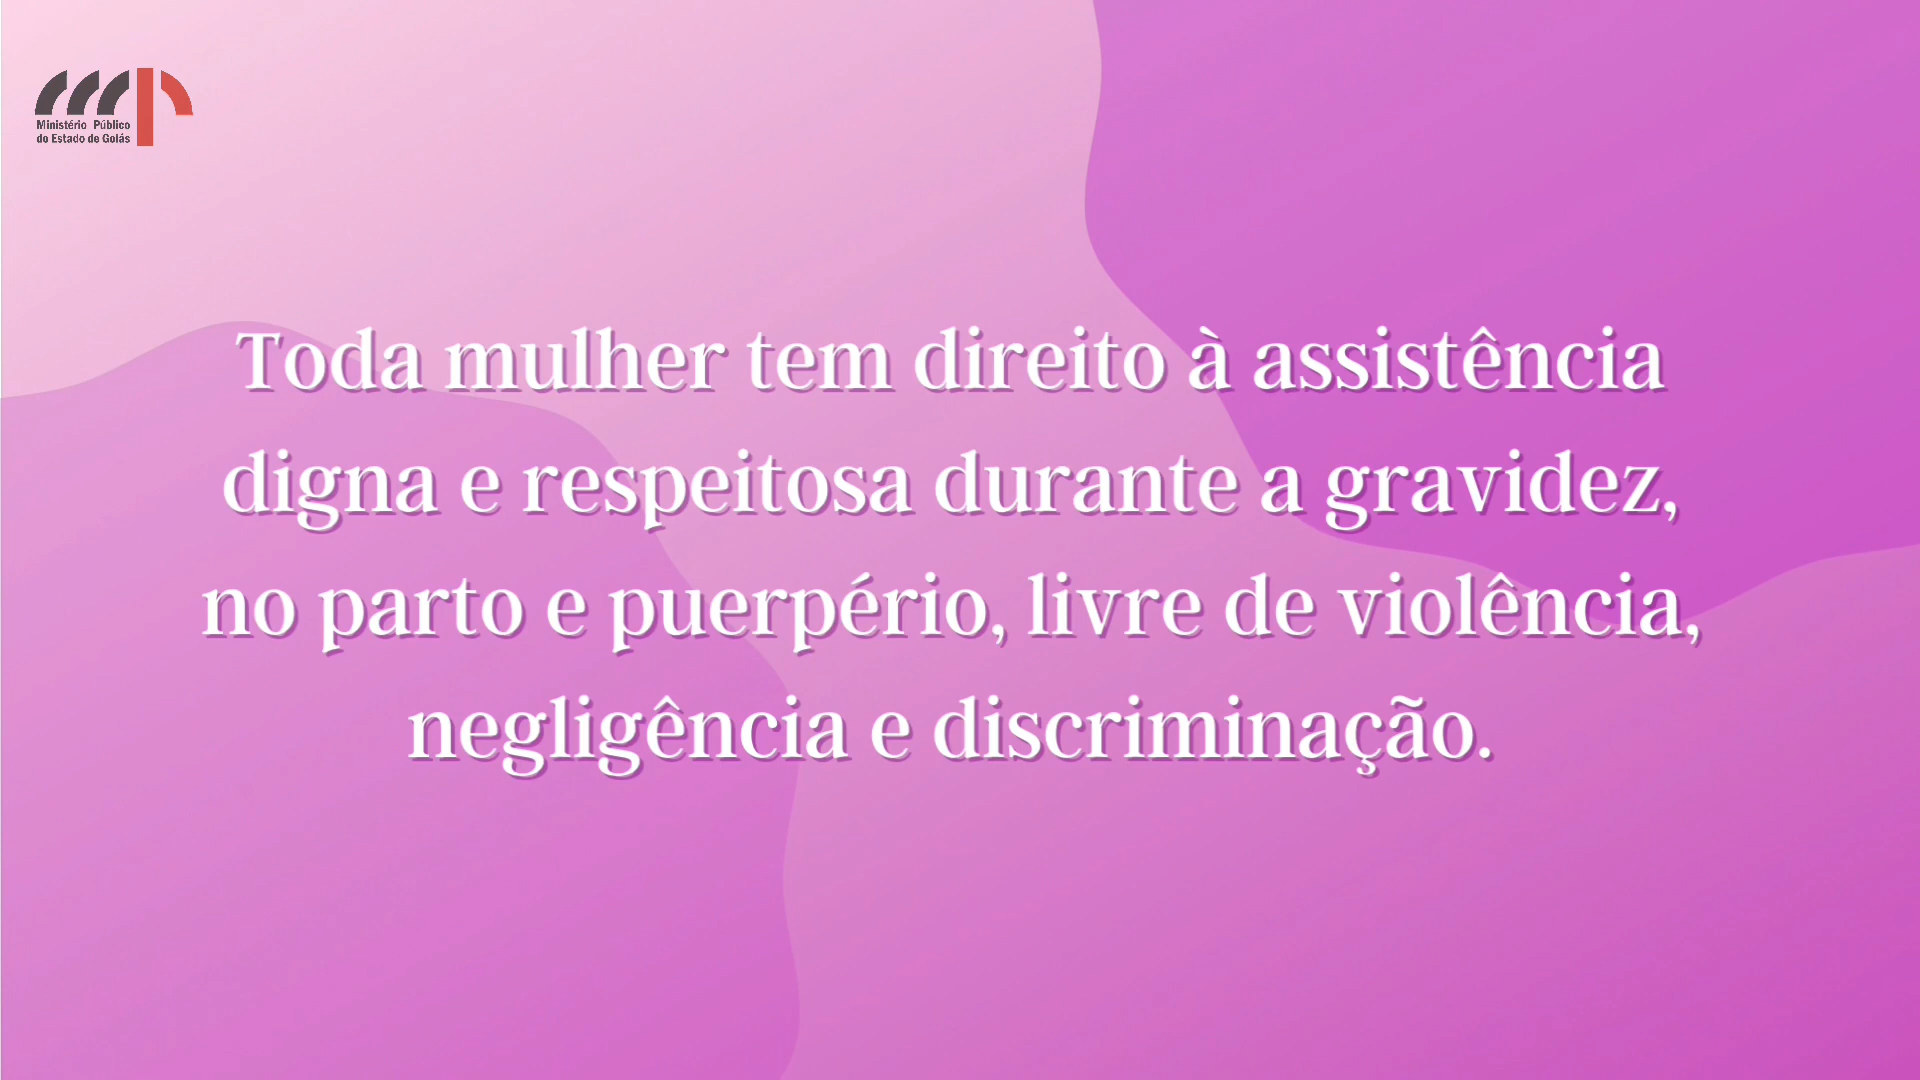 Ministério Público
do Estado de Goiás
Toda mulher tem direito à assistência
digna e respeitosa durante a gravidez,
no parto e puerpério, livre de violência,
negligência e discriminação.